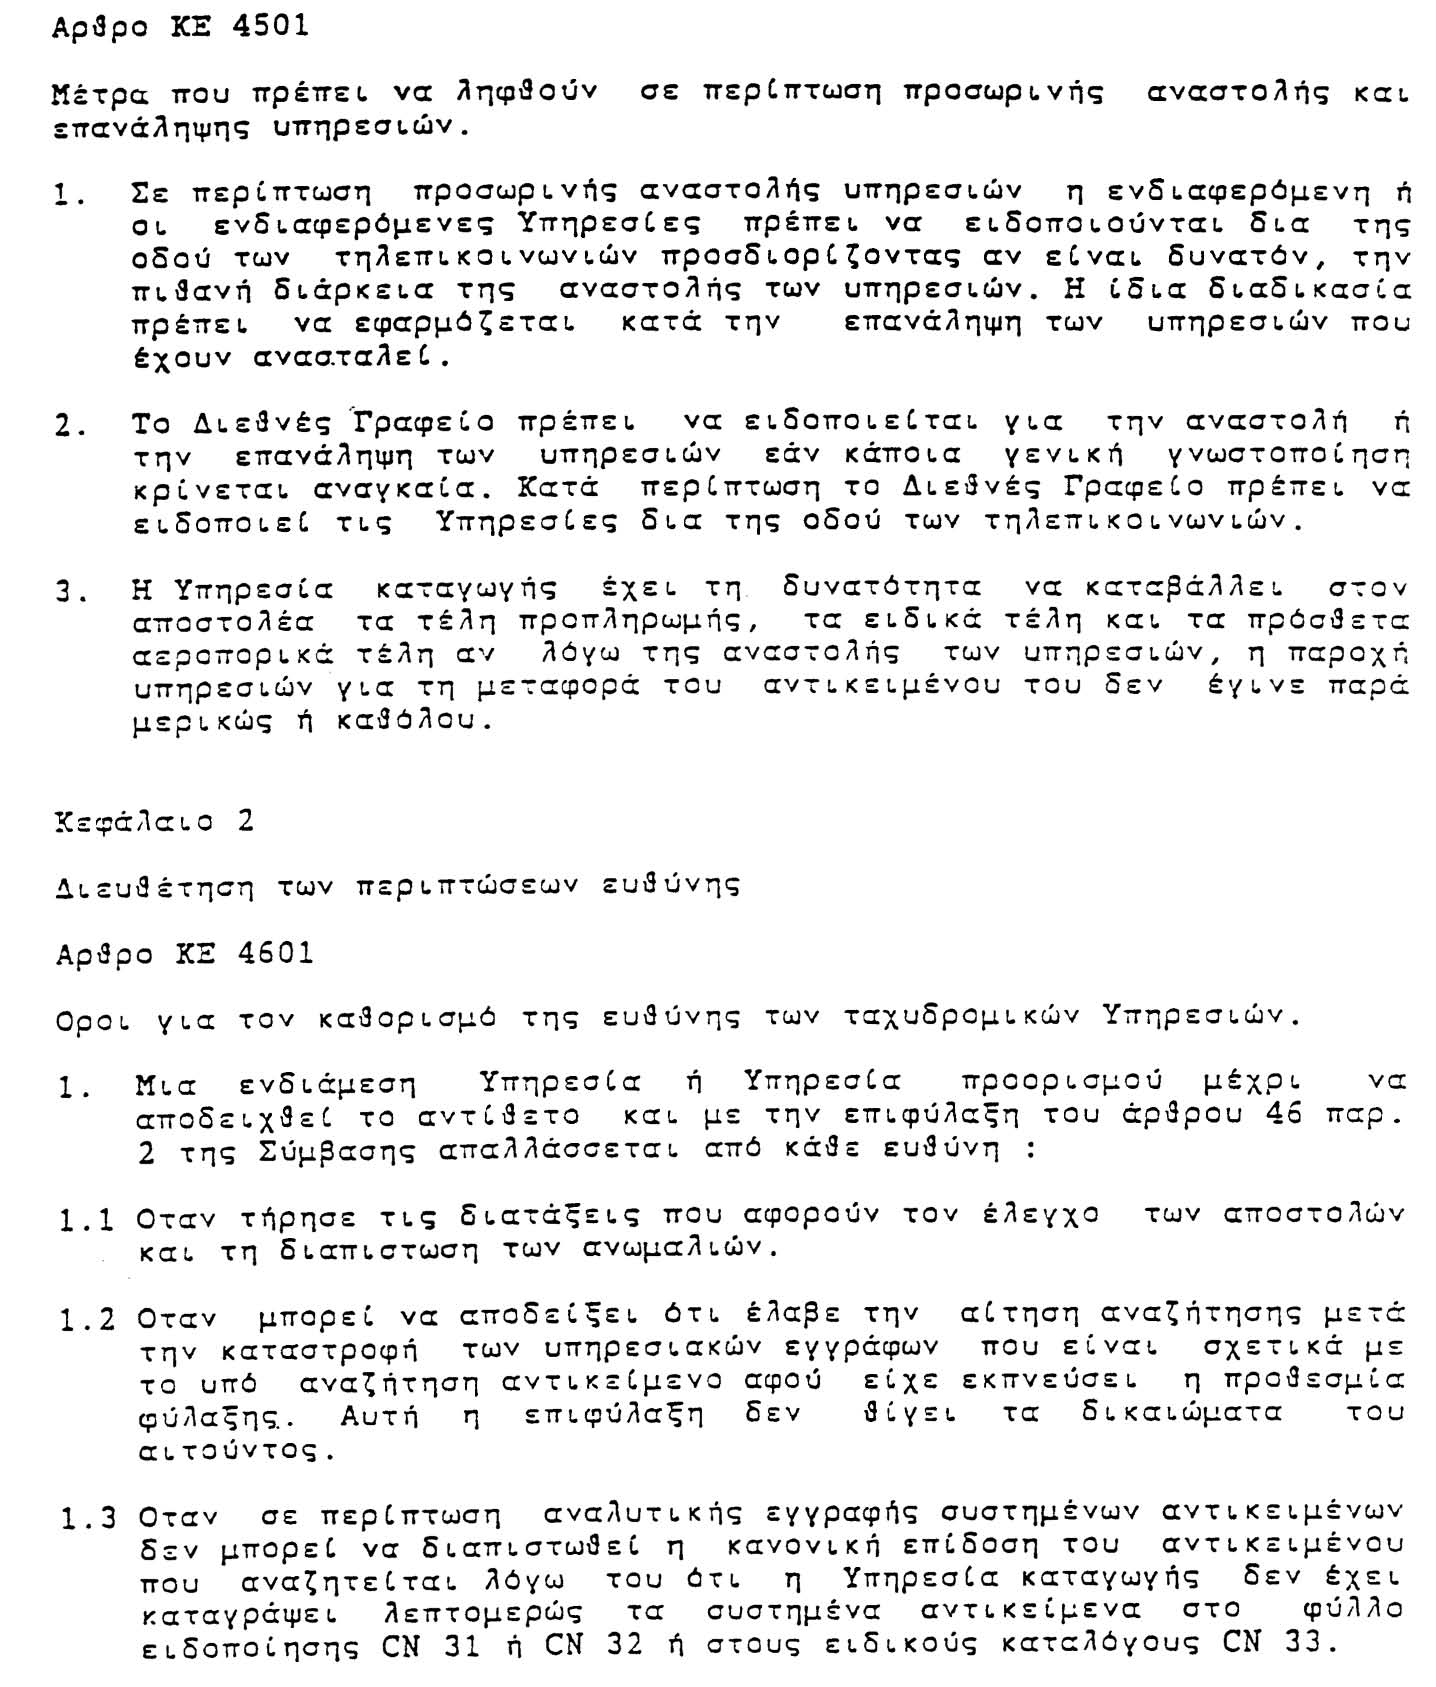 Αρθρο ΚΕ 4501
Μέτρα που πρέπει να ληφθούν σε περίπτωση προσωρινής αναστολής και
επανάληψης υπηρεσιών.
1. Σε περίπτωση προσωρινής αναστολής υπηρεσιών η ενδιαφερόμενη ή
οι ενδιαφερόμενες Υπηρεσίες πρέπει να ειδοποιούνται δια της
οδού των τηλεπικοινωνιών προσδιορίζοντας αν είναι δυνατόν, την
πιθανή διάρκεια της αναστολής των υπηρεσιών. Η ίδια διαδικασία
πρέπει να εφαρμόζεται κατά την επανάληψη των υπηρεσιών που
έχουν ανασταλεί.
2. Το Διεθνές Γραφείο πρέπει να ειδοποιείται για την αναστολή ή
την επανάληψη των υπηρεσιών εάν κάποια γενική γνωστοποίηση
κρίνεται αναγκαία. Κατά περίπτωση το Διεθνές Γραφείο πρέπει να
ειδοποιεί τις Υπηρεσίες δια της οδού των τηλεπικοινωνιών.
3. Η Υπηρεσία καταγωγής έχει τη δυνατότητα να καταβάλλει στον
αποστολέα τα τέλη προπληρωμής, τα ειδικά τέλη και τα πρόσθετα
αεροπορικά τέλη αν λόγω της αναστολής των υπηρεσιών, η παροχή
υπηρεσιών για τη μεταφορά του αντικειμένου του δεν έγινε παρά
μερικώς ή καθόλου.
Κεφάλαιο 2
Διευθέτηση των περιπτώσεων ευθύνης
Αρθρο ΚΕ 4601
Οροι για τον καθορισμό της ευθύνης των ταχυδρομικών Υπηρεσιών.
1. Μια ενδιάμεση Υπηρεσία ή Υπηρεσία προορισμού μέχρι να
αποδειχθεί το αντίθετο και με την επιφύλαξη του άρθρου 46 παρ.
2 της Σύμβασης απαλλάσσεται από κάθε ευθύνη :
1.1 Οταν τήρησε τις διατάξεις που αφορούν τον έλεγχο των αποστολών
και τη διαπιστωση των ανωμαλιών.
1.2 Οταν μπορεί να αποδείξει ότι έλαβε την αίτηση αναζήτησης μετά
την καταστροφή των υπηρεσιακών εγγράφων που είναι σχετικά με
το υπό αναζήτηση αντικείμενο αφού είχε εκπνεύσει η προθεσμία
φύλαξης. Αυτή η επιφύλαξη δεν θίγει τα δικαιώματα του
αιτούντος.
1.3 Οταν σε περίπτωση αναλυτικής εγγραφής συστημένων αντικειμένων
δεν μπορεί να διαπιστωθεί η κανονική επίδοση του αντικειμένου
που αναζητείται λόγω του ότι η Υπηρεσία καταγωγής δεν έχει
καταγράψει λεπτομερώς τα συστημένα αντικείμενα στο φύλλο
ειδοποίησης CN 31 ή CN 32 ή στους ειδικούς καταλόγους CN 33.